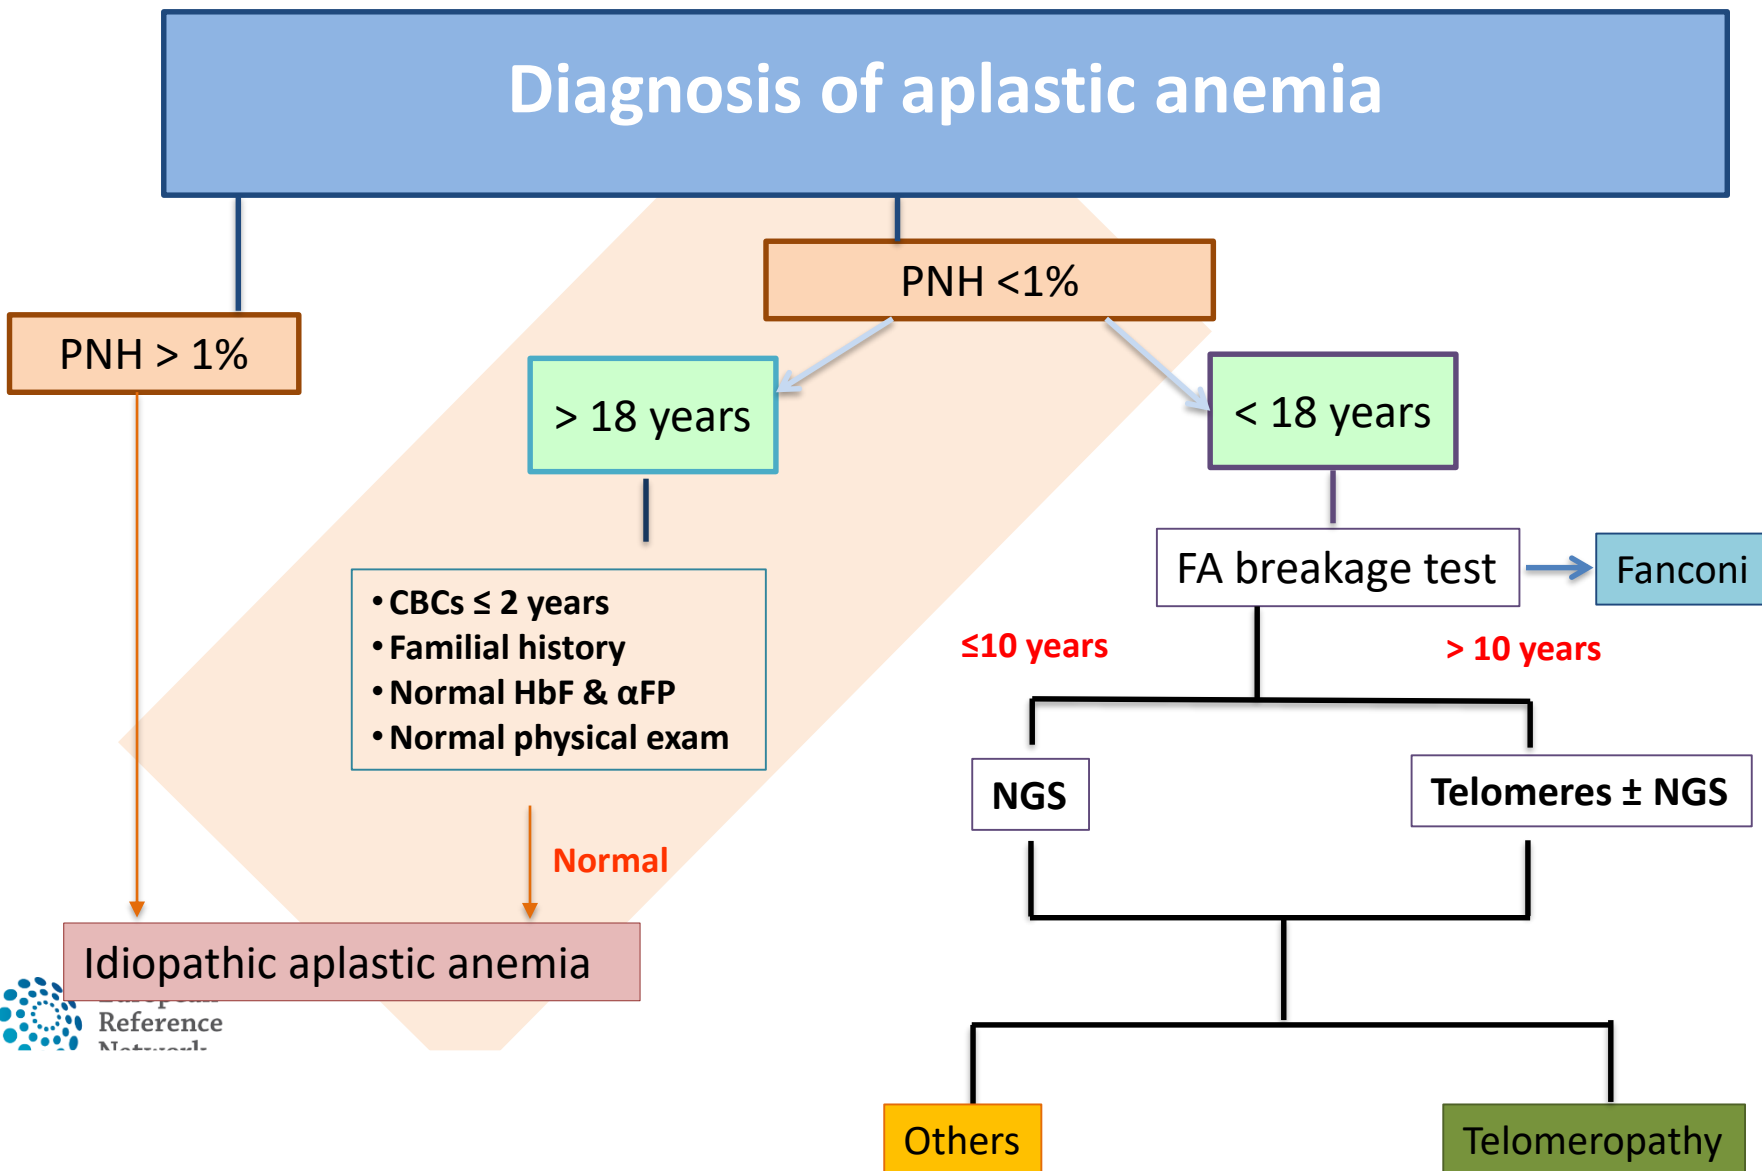 Diagnosis of aplastic anemia
PNH <1%
PNH > 1%
> 18 years
< 18 years
FA breakage test
Fanconi
• CBCs ≤ 2 years
• Familial history
• Normal HbF & αFP
• Normal physical exam
≤10 years
> 10 years
NGS
Telomeres ± NGS
Normal
Idiopathic aplastic anemia
European
Reference
Network
Others
Telomeropathy